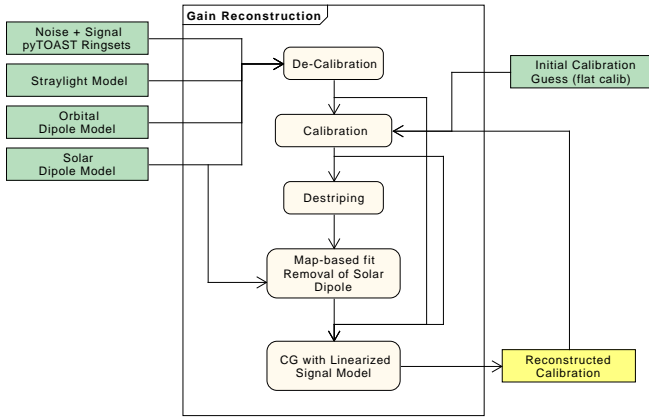 Gain Reconstruction
Noise + Signal
pyTOAST Ringsets
Straylight Model
Orbital
Dipole Model
Solar
Dipole Model
De-Calibration
Initial Calibration
Guess (flat calib)
Calibration
Destriping
Map-based fit
Removal of Solar
Dipole
CG with Linearized
Signal Model
Reconstructed
Calibration